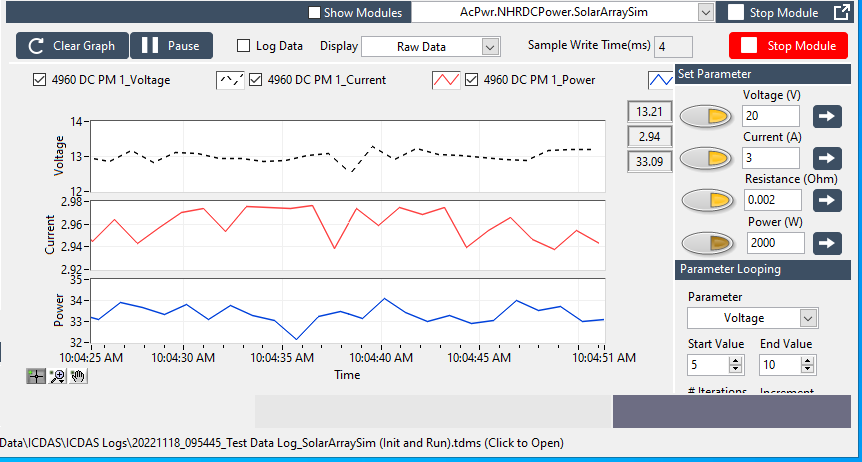 Show Modules
AcPwr.NHRDCPower.SolarArraySim
Stop Module
Clear Graph
Pause
Log Data
Display
Raw Data
Sample Write Time(ms)
4
Stop Module
4960 DC PM 1_Voltage
4960 DC PM 1_Current
4960 DC PM 1_Power
13.21
2.94
33.09
Voltage
14
13
12
Current
2.98
2.96
2.94
2.92
Power
35
34
33
32
10:04:25 AM
10:04:30 AM
10:04:35 AM
10:04:40 AM
10:04:45 AM
10:04:51 AM
Time
Set Parameter
Voltage (V)
20
Current (A)
3
Resistance (Ohm)
0.002
Power (W)
2000
Parameter Looping
Parameter
Voltage
Start Value
End Value
5
10
# Iterations
Increment
Data\ICDAS\ICDAS Logs\20221118_095445_Test Data Log_SolarArraySim (Init and Run).tdms (Click to Open)